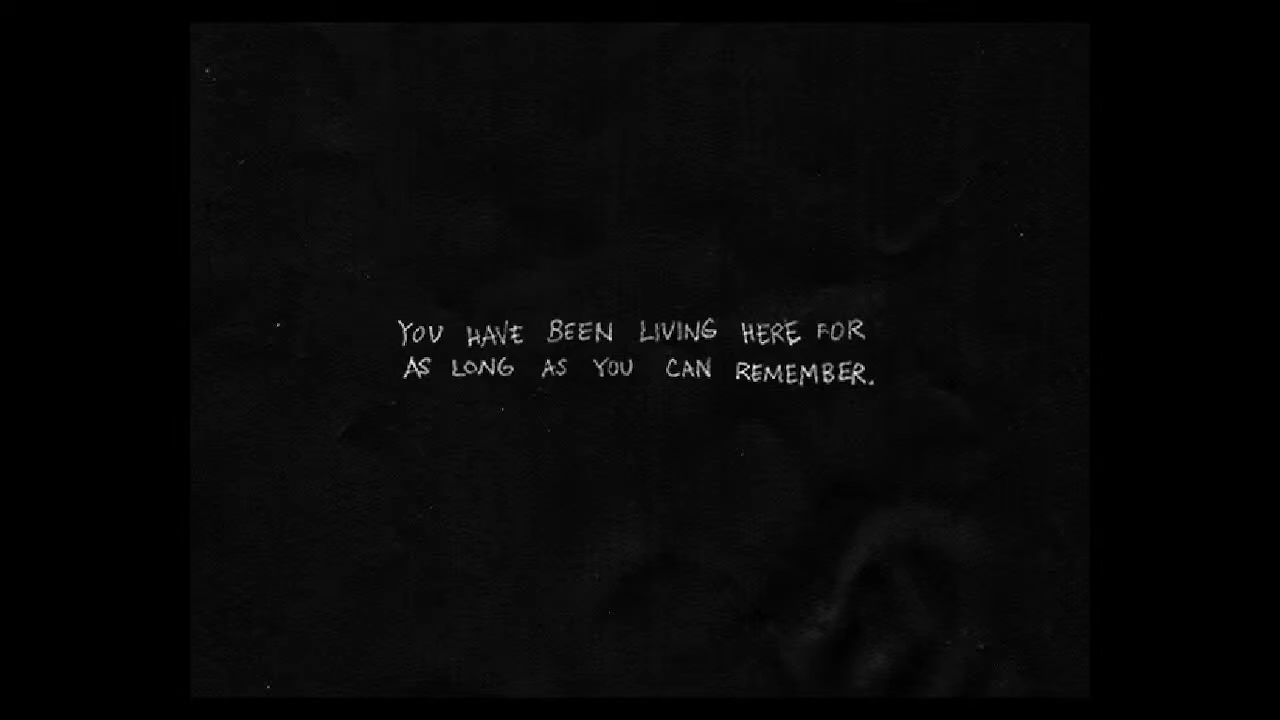 YOU HAVE BEEN LIVING HERE FOR
AS LONG AS YOU CAN REMEMBER.